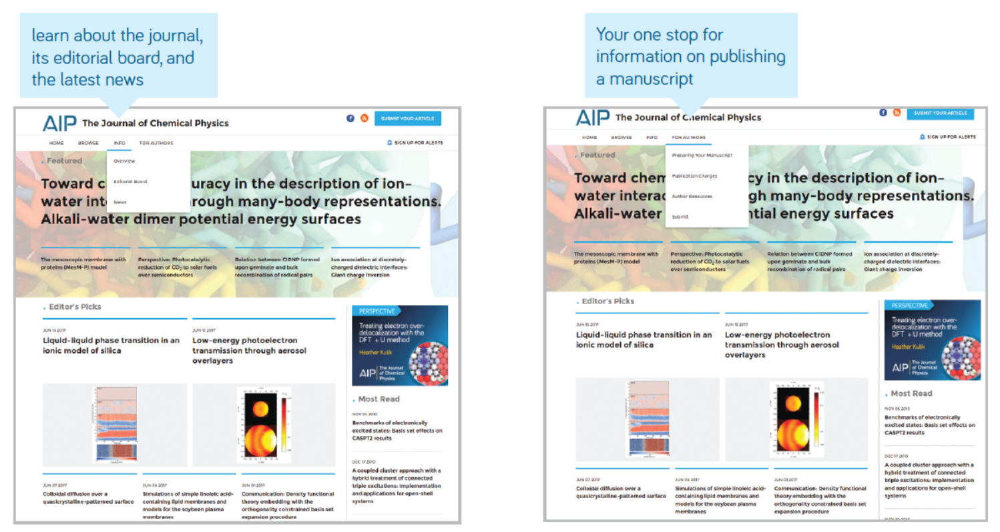 learn about the journal,
its editorial board, and
the latest news
AIP The Journal of Chemical Physics
SUBMIT YOUR ARTICLE
HOME BROWSE INFO FOR AUTHORS
SIGN UP FOR ALERTS
Featured
Overview
Editorial Board
News
Toward c uracy in the description of ion-
water int rough many-body representations.
Alkali-water dimer potential energy surfaces
The mesoscopic membrane with
proteins (MesM-P) model
Perspective: Photocatalytic
reduction of CO2 to solar fuels
over semiconductors
Relation between CIDNP formed
upon geminate and bulk
recombination of radical pairs
Ion association at discretely-
charged dielectric interfaces:
Giant charge inversion
Editor's Picks
JUN 15 2017
Liquid-liquid phase transition in an
ionic model of silica
JUN 13 2017
Low-energy photoelectron
transmission through aerosol
overlayers
PERSPECTIVE
Treating electron over-
delocalization with the
DFT + U method
Heather Kulik
AIP The Journal
of Chemical
Physics
Most Read
NOV 05 2010
Benchmarks of electronically
excited states: Basis set effects on
CASPT2 results
DEC 17 2010
A coupled cluster approach with a
hybrid treatment of connected
triple excitations: Implementation
and applications for open-shell
systems
JUN 07 2017
Colloidal diffusion over a
quasicrystalline-patterned surface
JUN 06 2017
Simulations of simple linoleic acid-
containing lipid membranes and
models for the soybean plasma
membranes
JUN 01 2017
Communication: Density functional
theory embedding with the
orthogonality constrained basis set
expansion procedure
Your one stop for
information on publishing
a manuscript
AIP The Journal of Chemical Physics
SUBMIT YOUR ARTICLE
HOME BROWSE INFO FOR AUTHORS
SIGN UP FOR ALERTS
Featured
Preparing Your Manuscript
Publication Charges
Author Resources
Submit
Toward chem cy in the description of ion-
water interac gh many-body representations.
Alkali-water ntial energy surfaces
The mesoscopic membrane with
proteins (MesM-P) model
Perspective: Photocatalytic
reduction of CO2 to solar fuels
over semiconductors
Relation between CIDNP formed
upon geminate and bulk
recombination of radical pairs
Ion association at discretely-
charged dielectric interfaces:
Giant charge inversion
Editor's Picks
JUN 15 2017
Liquid-liquid phase transition in an
ionic model of silica
JUN 13 2017
Low-energy photoelectron
transmission through aerosol
overlayers
PERSPECTIVE
Treating electron over-
delocalization with the
DFT + U method
Heather Kulik
AIP The Journal
of Chemical
Physics
Most Read
NOV 05 2010
Benchmarks of electronically
excited states: Basis set effects on
CASPT2 results
DEC 17 2010
A coupled cluster approach with a
hybrid treatment of connected
triple excitations: Implementation
and applications for open-shell
systems
JUN 07 2017
Colloidal diffusion over a
quasicrystalline-patterned surface
JUN 06 2017
Simulations of simple linoleic acid-
containing lipid membranes and
models for the soybean plasma
membranes
JUN 01 2017
Communication: Density functional
theory embedding with the
orthogonality constrained basis set
expansion procedure